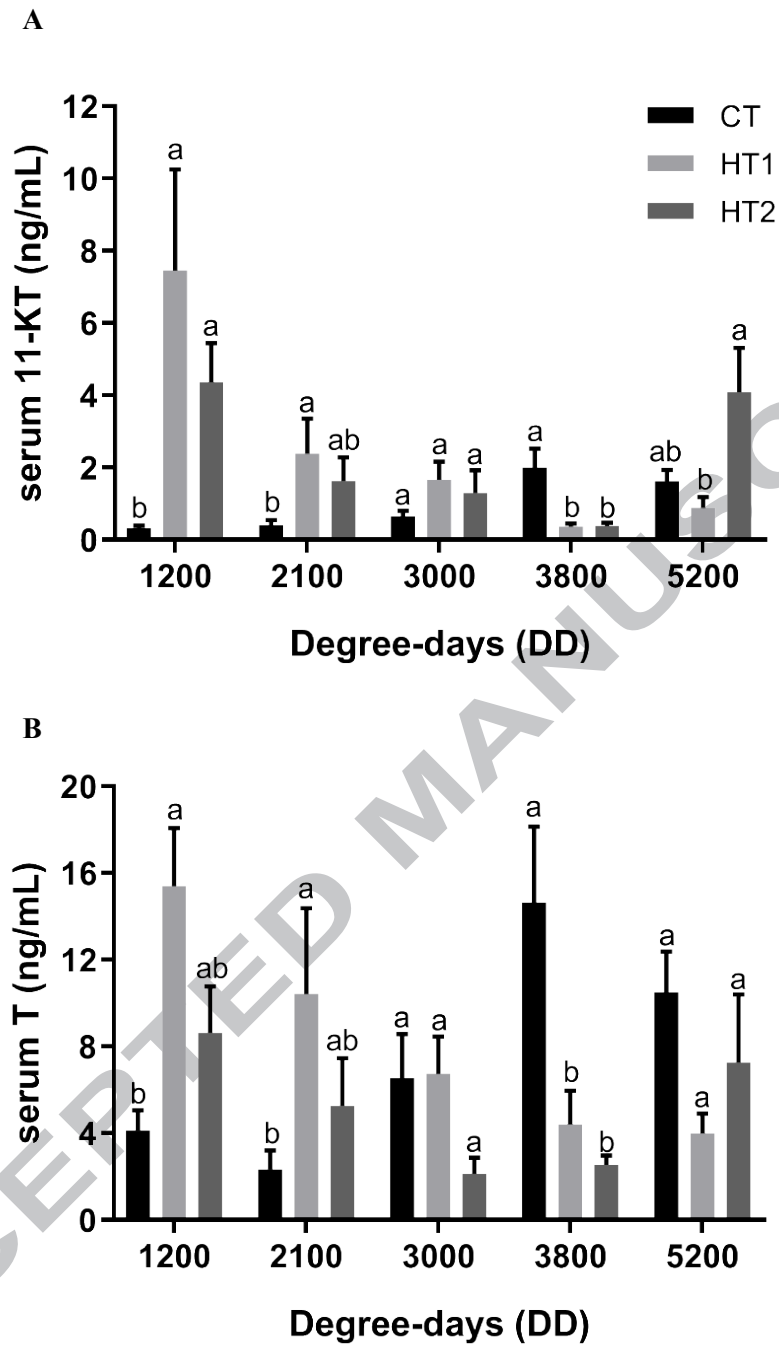 A
12
10
8
6
4
2
0
serum 11-KT (ng/mL)
CT
HT1
HT2
b a a
b a ab
a a a
a b b
ab b a
1200 2100 3000 3800 5200
Degree-days (DD)
B
20
16
12
8
4
0
serum T (ng/mL)
b a ab
b a ab
a a a
a b b
a a a
1200 2100 3000 3800 5200
Degree-days (DD)
CEPTED MANUSC